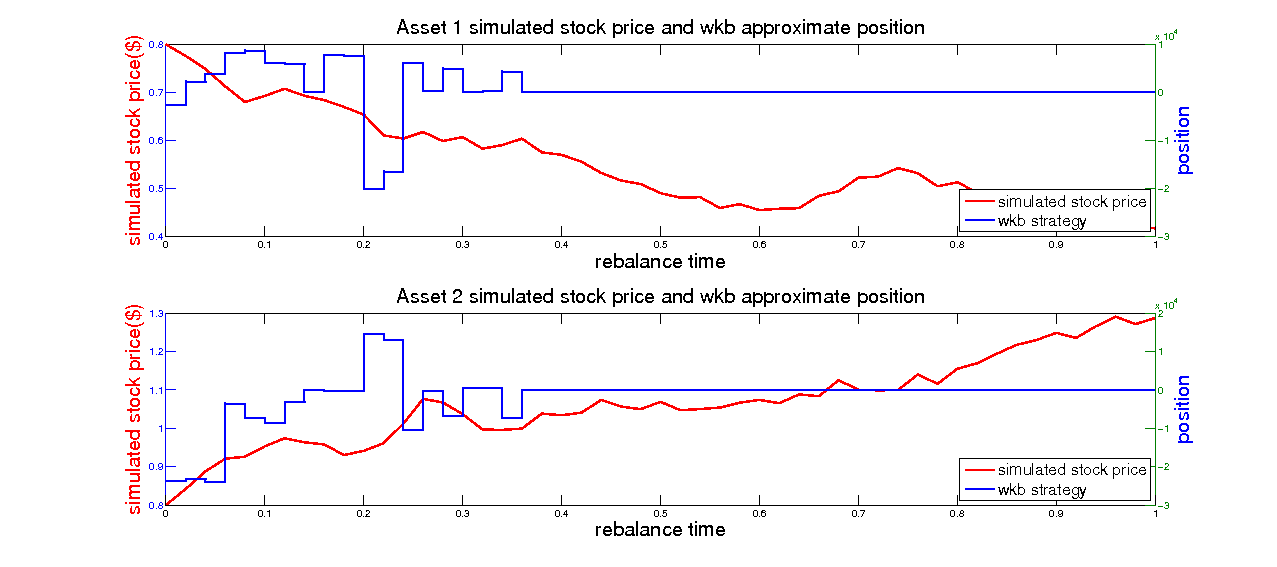 Asset 1 simulated stock price and wkb approximate position
x 10^4
simulated stock price($)
0.8
0.7
0.6
0.5
0.4
1
0
-1
-2
-3
position
simulated stock price
wkb strategy
0 0.1 0.2 0.3 0.4 0.5 0.6 0.7 0.8 0.9 1
rebalance time
Asset 2 simulated stock price and wkb approximate position
x 10^4
simulated stock price($)
1.3
1.2
1.1
1
0.9
0.8
2
1
0
-1
-2
-3
position
simulated stock price
wkb strategy
0 0.1 0.2 0.3 0.4 0.5 0.6 0.7 0.8 0.9 1
rebalance time